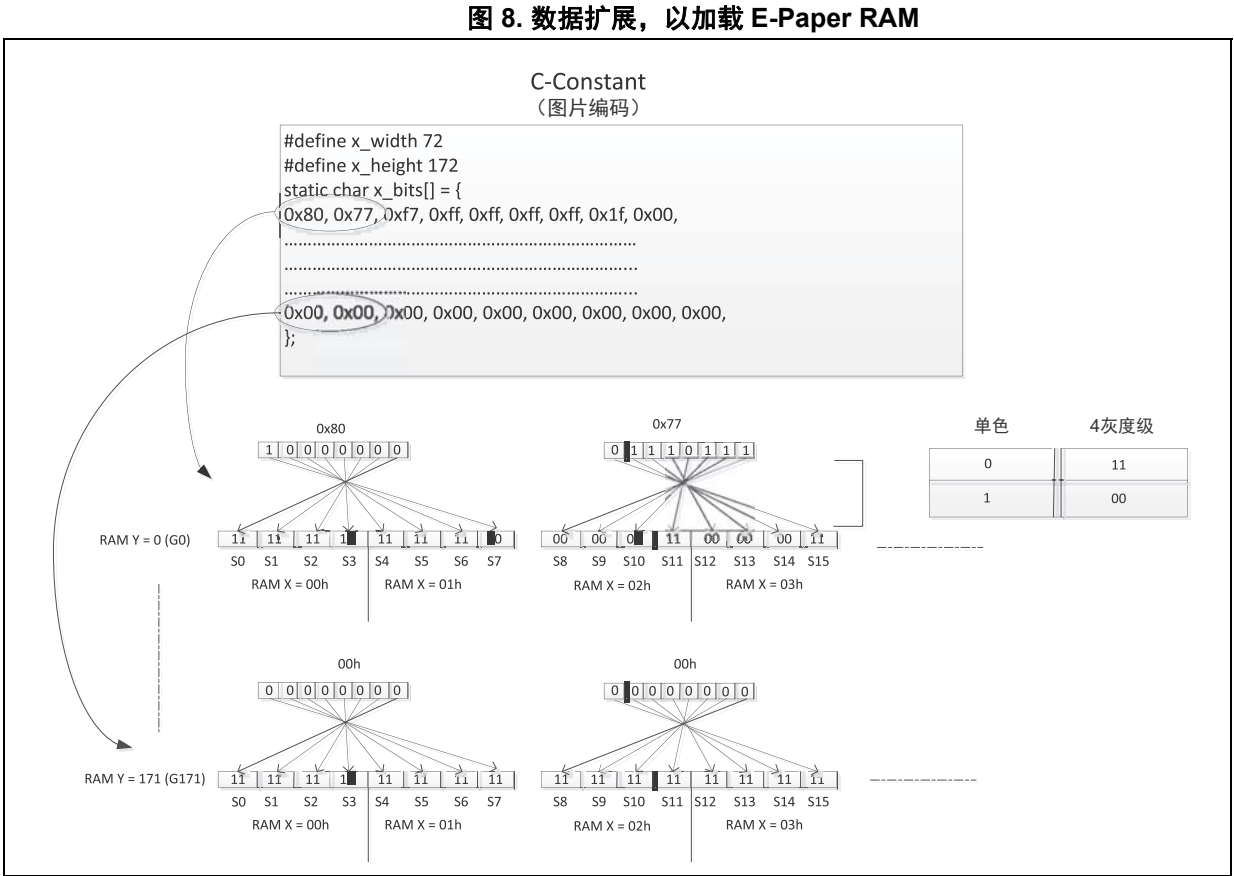 图 8. 数据扩展，以加载 E-Paper RAM
C-Constant
（图片编码）
#define x_width 72
#define x_height 172
static char x_bits[] = {
0x80, 0x77, 0xf7, 0xff, 0xff, 0xff, 0xff, 0x1f, 0x00,
0x00, 0x00, 0x00, 0x00, 0x00, 0x00, 0x00, 0x00, 0x00,
};
单色 4灰度级
0 11
1 00
0x80 0x77
1 0 0 0 0 0 0 0 0 1 1 1 0 1 1 1
RAM Y = 0 (G0) 11 11 11 1 11 11 11 0 00 00 0 11 00 00 00 11
S0 S1 S2 S3 S4 S5 S6 S7 S8 S9 S10 S11 S12 S13 S14 S15
RAM X = 00h RAM X = 01h RAM X = 02h RAM X = 03h
00h 00h
0 0 0 0 0 0 0 0 0 0 0 0 0 0 0 0
RAM Y = 171 (G171) 11 11 11 1 11 11 11 11 11 11 11 11 11 11 11 11
S0 S1 S2 S3 S4 S5 S6 S7 S8 S9 S10 S11 S12 S13 S14 S15
RAM X = 00h RAM X = 01h RAM X = 02h RAM X = 03h